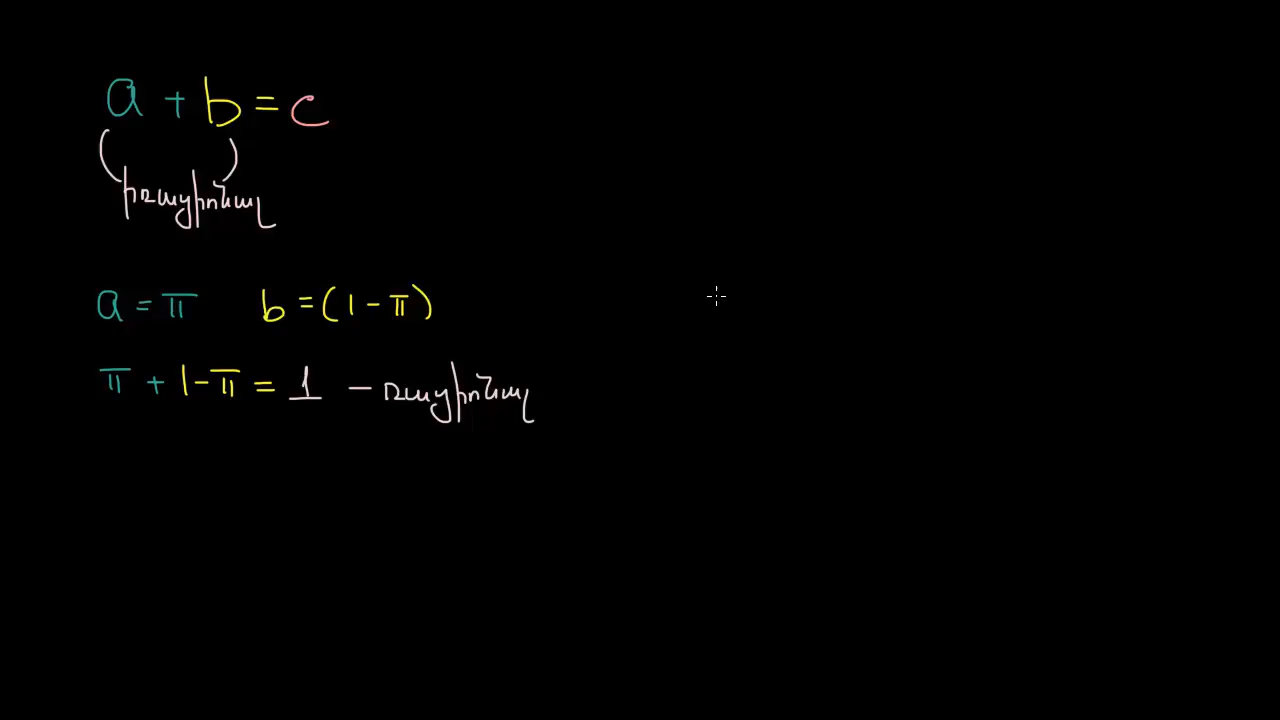 a + b = c
իռացիոնալ
a = π b = (1 - π)
π + 1 - π = 1 – ռացիոնալ